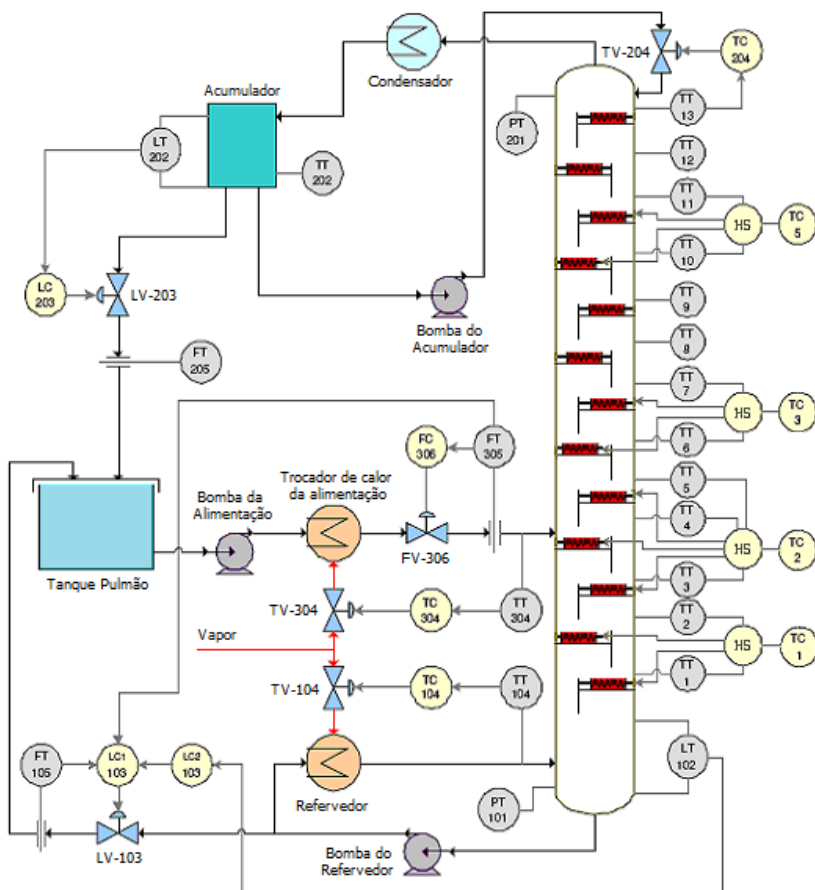 TV-204
TC
204
Condensador
Acumulador
TT
13
PT
201
LT
202
TT
202
TT
12
TT
11
HS
TC
5
TT
10
LC
203
LV-203
TT
9
Bomba do
Acumulador
TT
8
FT
205
TT
7
HS
TC
3
FC
306
FT
305
TT
6
Trocador de calor
da alimentação
Bomba da
Alimentação
TT
5
TT
4
FV-306
HS
TC
2
Tanque Pulmão
TV-304
TC
304
TT
304
TT
3
TT
2
Vapor
HS
TC
1
TV-104
TC
104
TT
104
TT
1
FT
105
LC1
103
LC2
103
LT
102
Refervedor
PT
101
LV-103
Bomba do
Refervedor